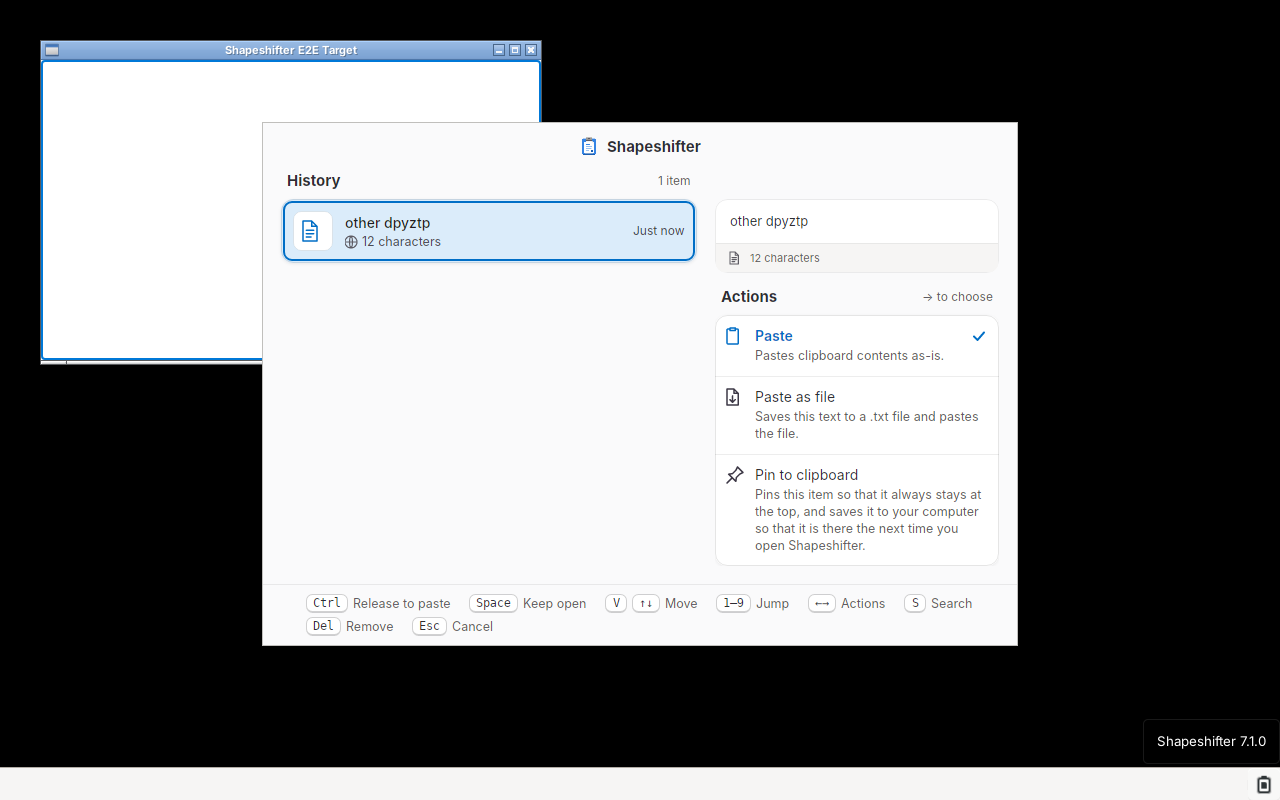 Shapeshifter E2E Target
Shapeshifter
History
1 item
other dpyztp
12 characters
Just now
other dpyztp
12 characters
Actions
→ to choose
Paste
Pastes clipboard contents as-is.
Paste as file
Saves this text to a .txt file and pastes
the file.
Pin to clipboard
Pins this item so that it always stays at
the top, and saves it to your computer
so that it is there the next time you
open Shapeshifter.
Ctrl Release to paste Space Keep open V ↑↓ Move 1–9 Jump ←→ Actions S Search
Del Remove Esc Cancel
Shapeshifter 7.1.0